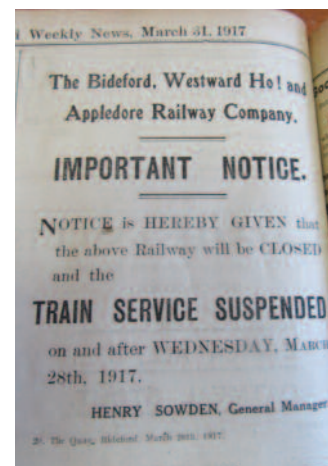 Weekly News, March 31, 1917
The Bideford, Westward Ho! and
Appledore Railway Company.
IMPORTANT NOTICE.
NOTICE is HEREBY GIVEN that
the above Railway will be CLOSED
and the
TRAIN SERVICE SUSPENDED
on and after WEDNESDAY, MARCH
28th, 1917.
HENRY SOWDEN, General Manager
The Quay, Bideford. March 1917.